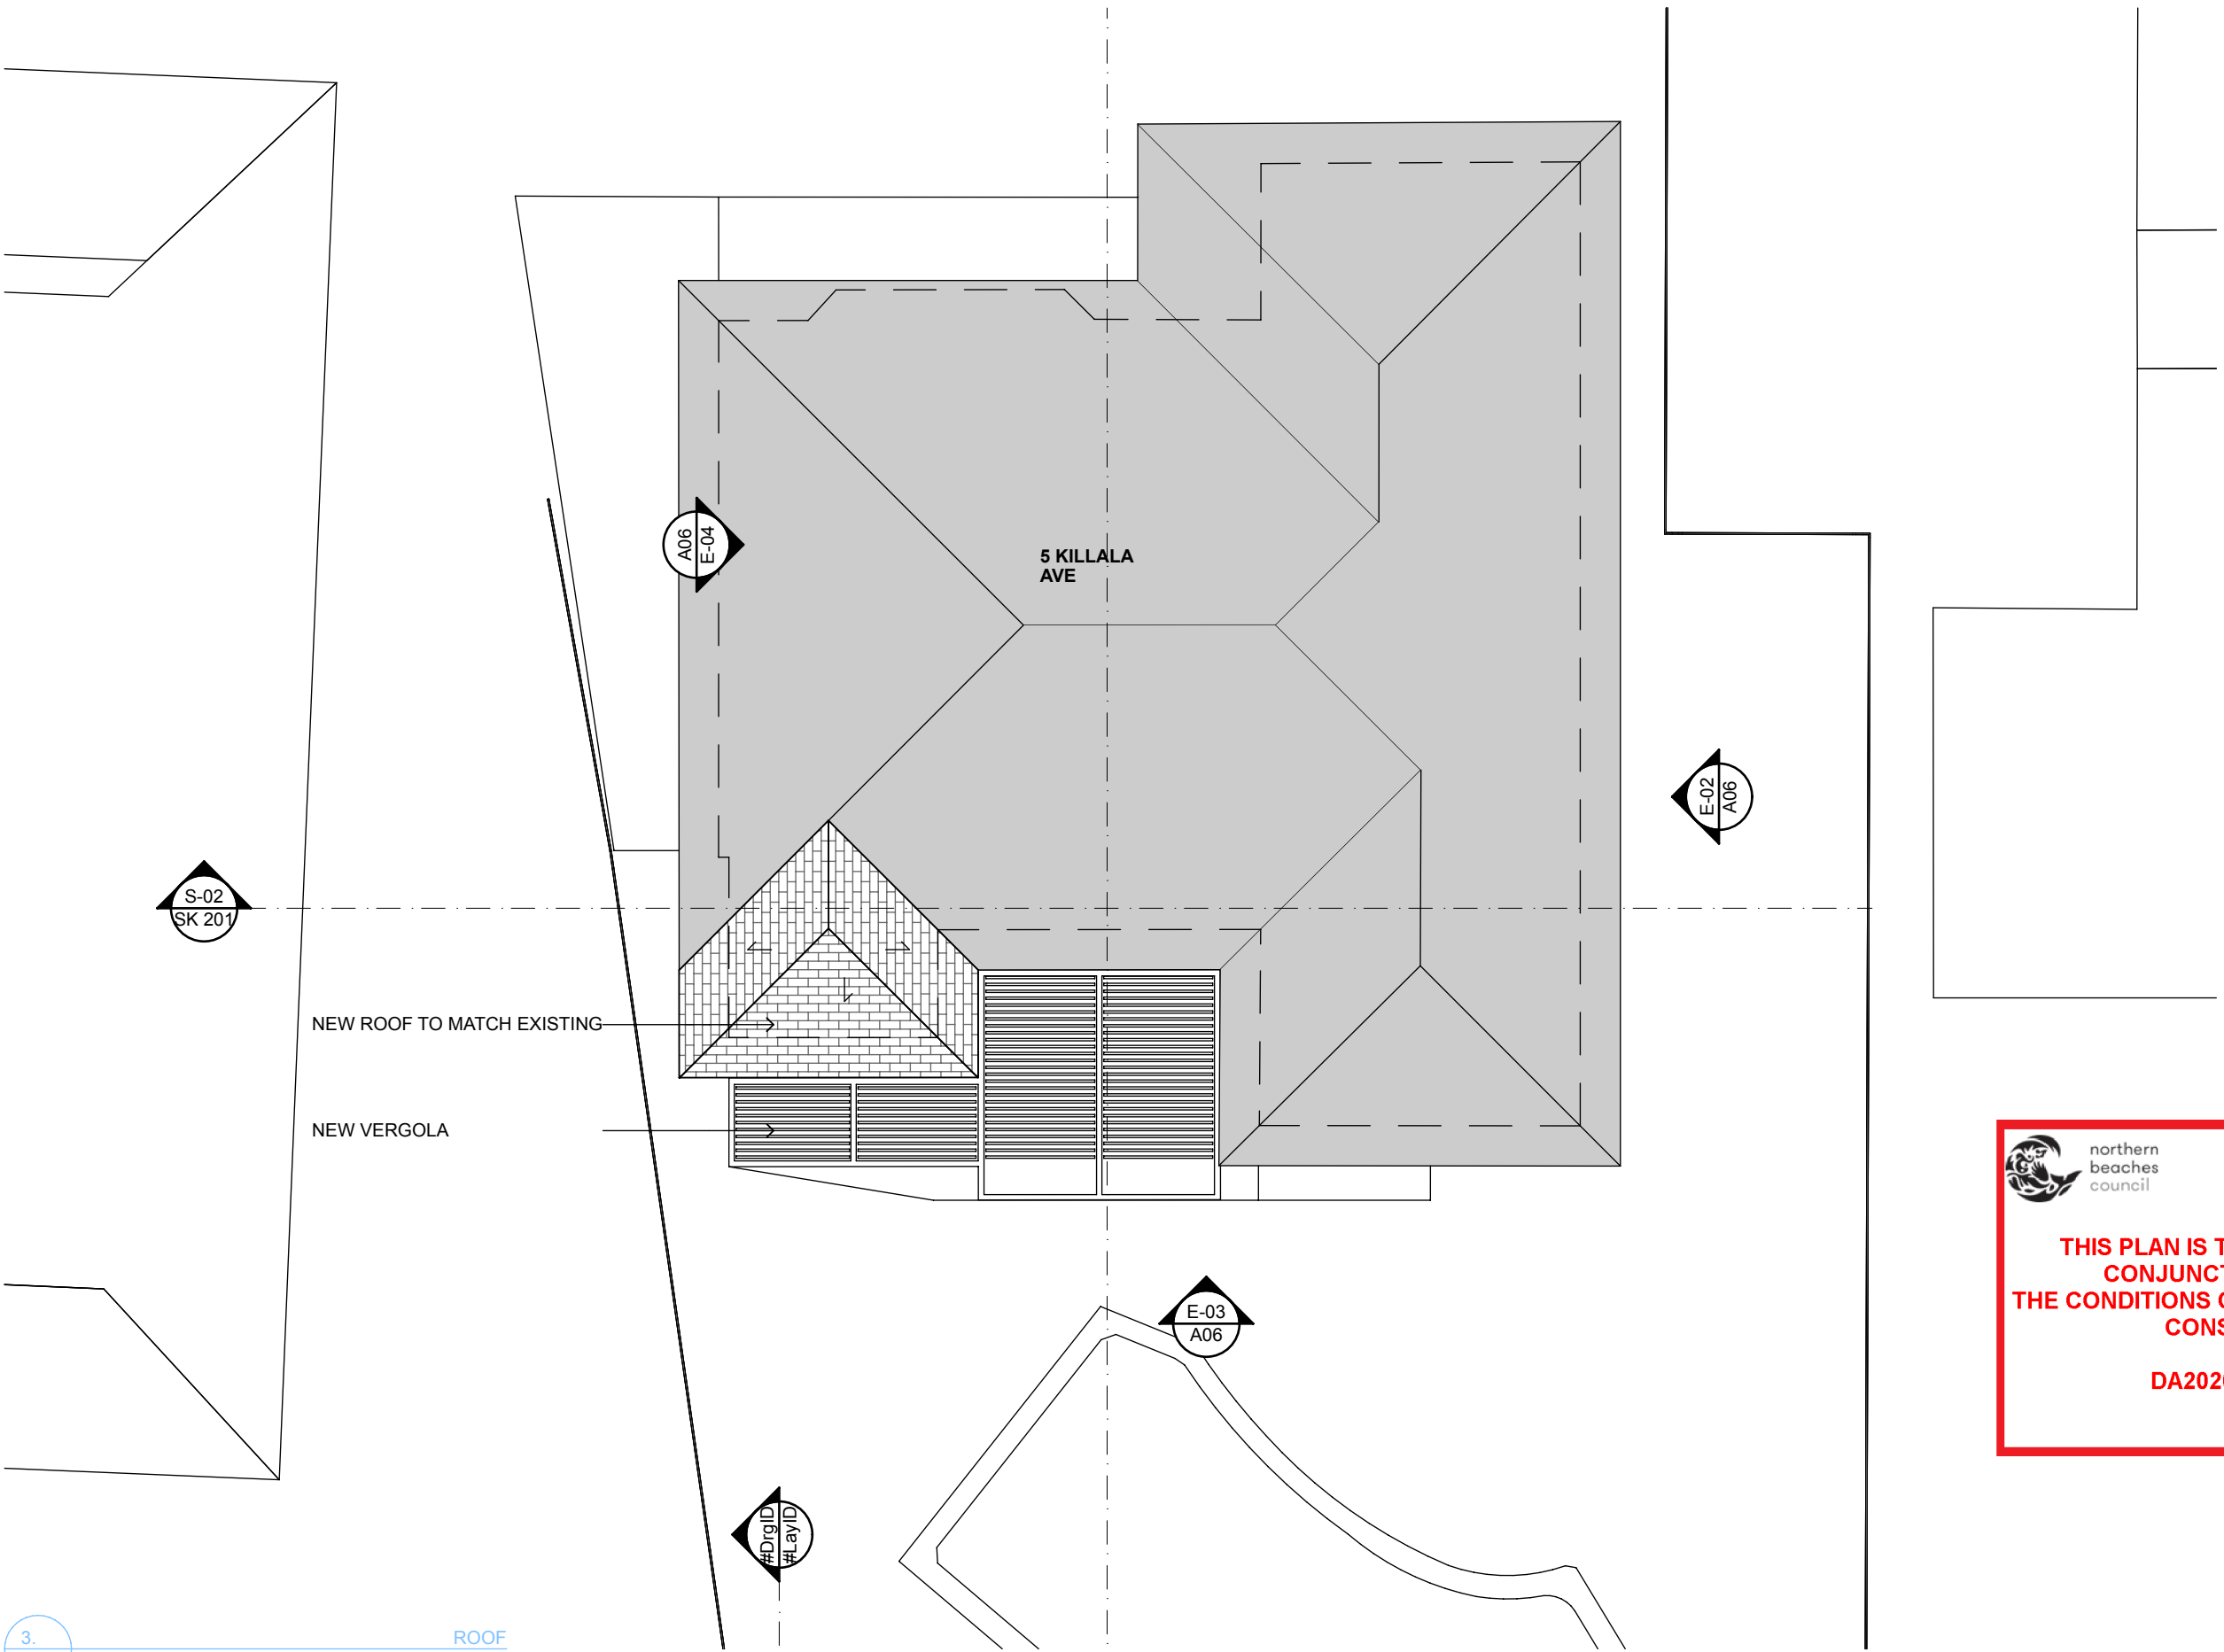 5 KILLALA
AVE
A06
E-04
E-02
A06
S-02
SK 201
NEW ROOF TO MATCH EXISTING
NEW VERGOLA
E-03
A06
#DrgID
#LayID
northern
beaches
council
THIS PLAN IS
CONJUNCT
THE CONDITIONS
CONS
DA202
3.
ROOF